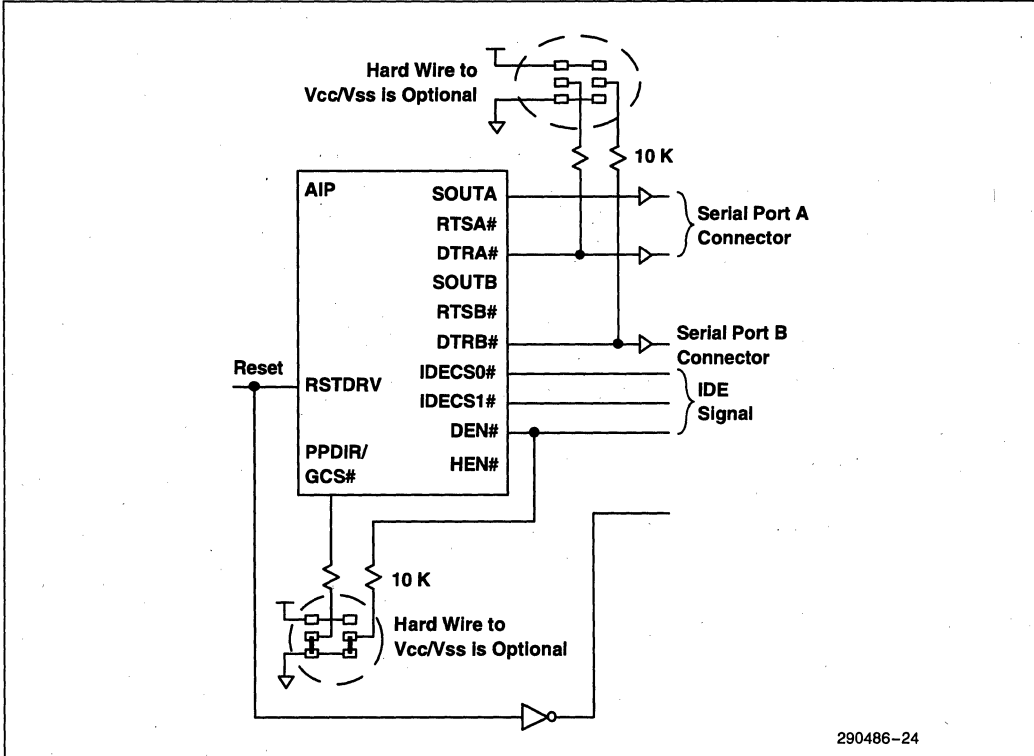 Hard Wire to
Vcc/Vss is Optional
10 K
AIP
SOUTA
RTSA#
DTRA#
SOUTB
RTSB#
DTRB#
IDECS0#
IDECS1#
DEN#
HEN#
Serial Port A
Connector
Serial Port B
Connector
IDE
Signal
Reset
RSTDRV
PPDIR/
GCS#
10 K
Hard Wire to
Vcc/Vss is Optional
290486–24